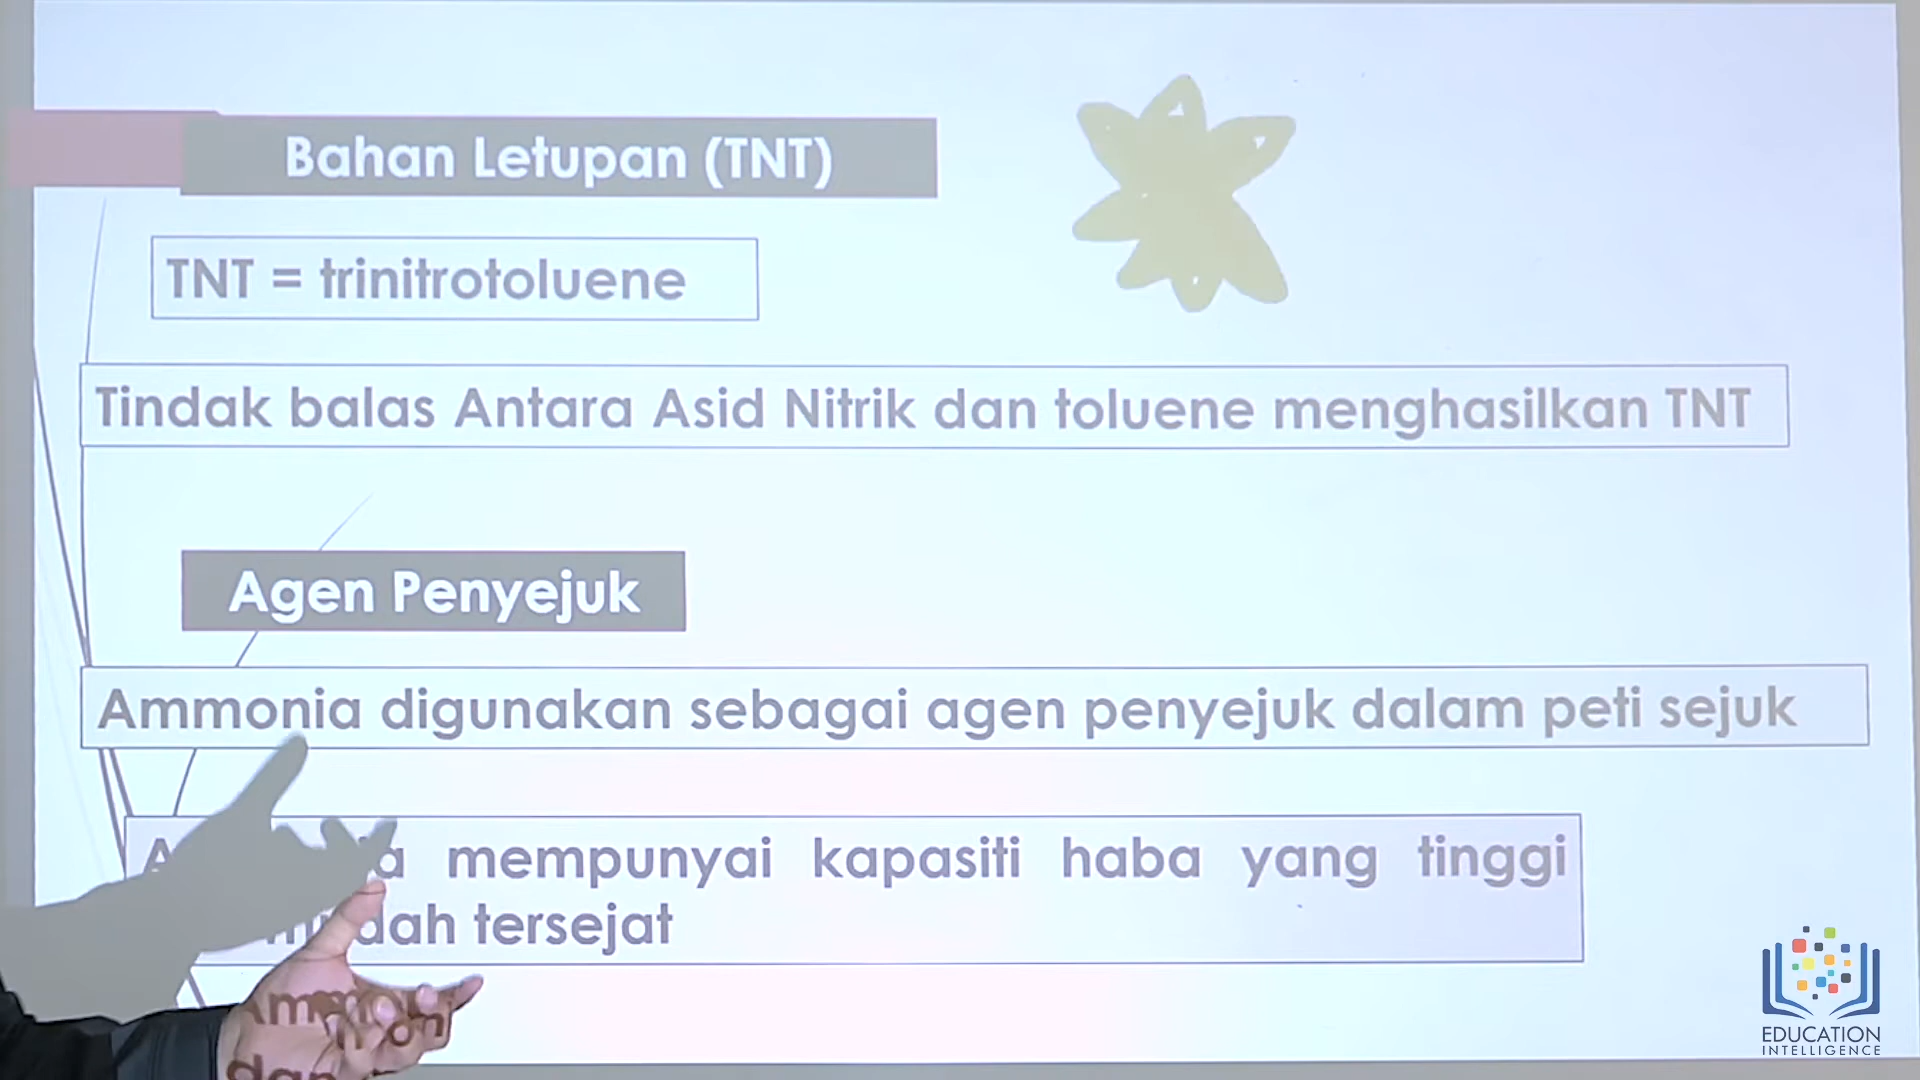 Bahan Letupan (TNT)
TNT = trinitrotoluene
Tindak balas Antara Asid Nitrik dan toluene menghasilkan TNT
Agen Penyejuk
Ammonia digunakan sebagai agen penyejuk dalam peti sejuk
mempunyai kapasiti haba yang tinggi
tersejat
EDUCATION
INTELLIGENCE